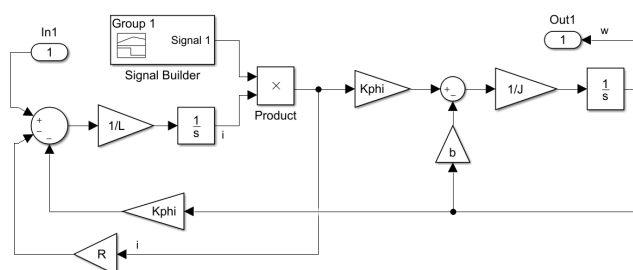 In1
1
Group 1
Signal 1
Signal Builder
×
Product
Kphi
+
−
1/J
1
s
Out1
1
w
+
−
−
1/L
1
s
i
b
Kphi
R
i